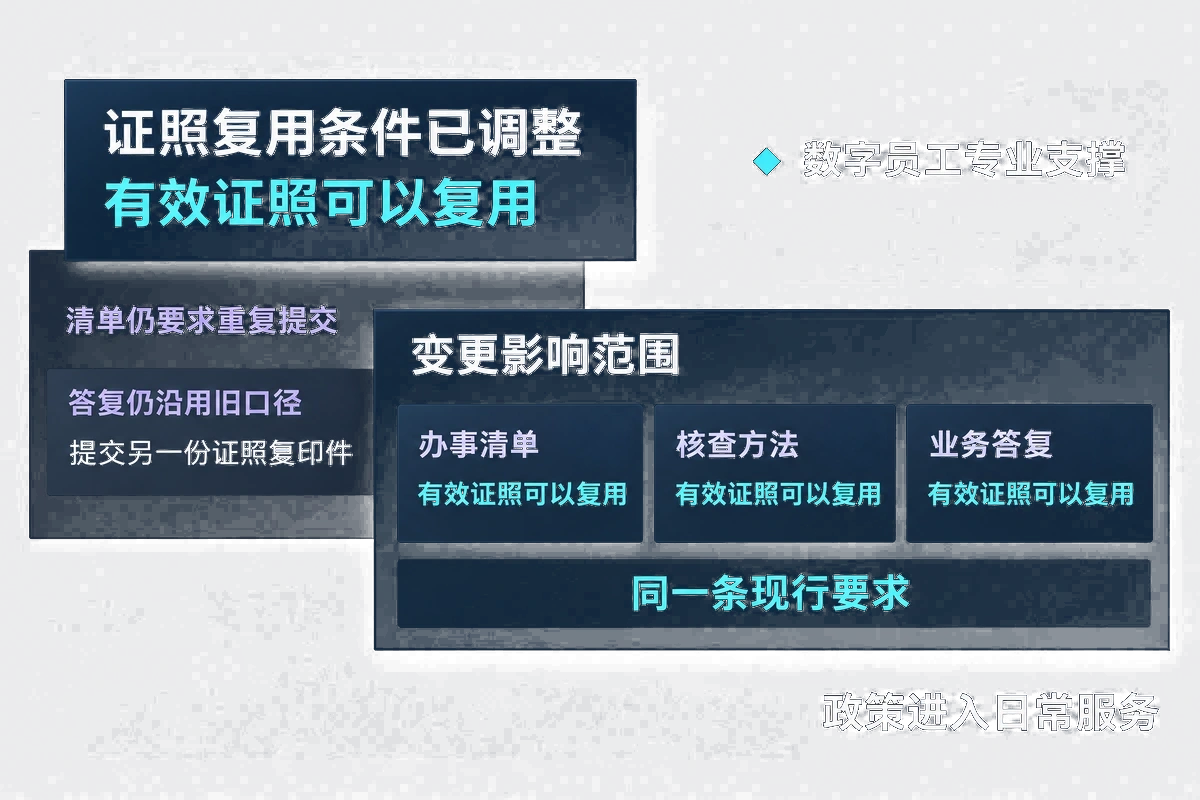 证照复用条件已调整
有效证照可以复用
数字员工专业支撑
清单仍要求重复提交
答复仍沿用旧口径
提交另一份证照复印件
变更影响范围
办事清单
有效证照可以复用
核查方法
有效证照可以复用
业务答复
有效证照可以复用
同一条现行要求
政策进入日常服务